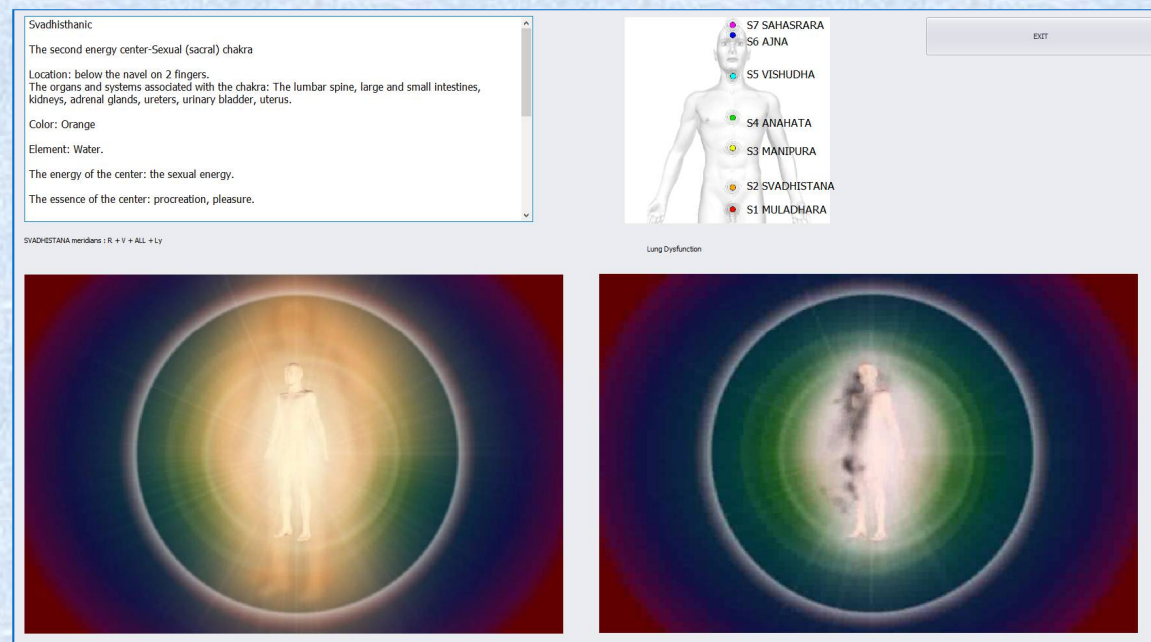 Svadhisthanic
The second energy center-Sexual (sacral) chakra
Location: below the navel on 2 fingers.
The organs and systems associated with the chakra: The lumbar spine, large and small intestines,
kidneys, adrenal glands, ureters, urinary bladder, uterus.
Color: Orange
Element: Water.
The energy of the center: the sexual energy.
The essence of the center: procreation, pleasure.
S7 SAHASRARA
S6 AJNA
S5 VISHUDHA
S4 ANAHATA
S3 MANIPURA
S2 SVADHISTANA
S1 MULADHARA
EXIT
SVADHISTANA meridians : R + V + ALL + Ly
Lung Dysfunction